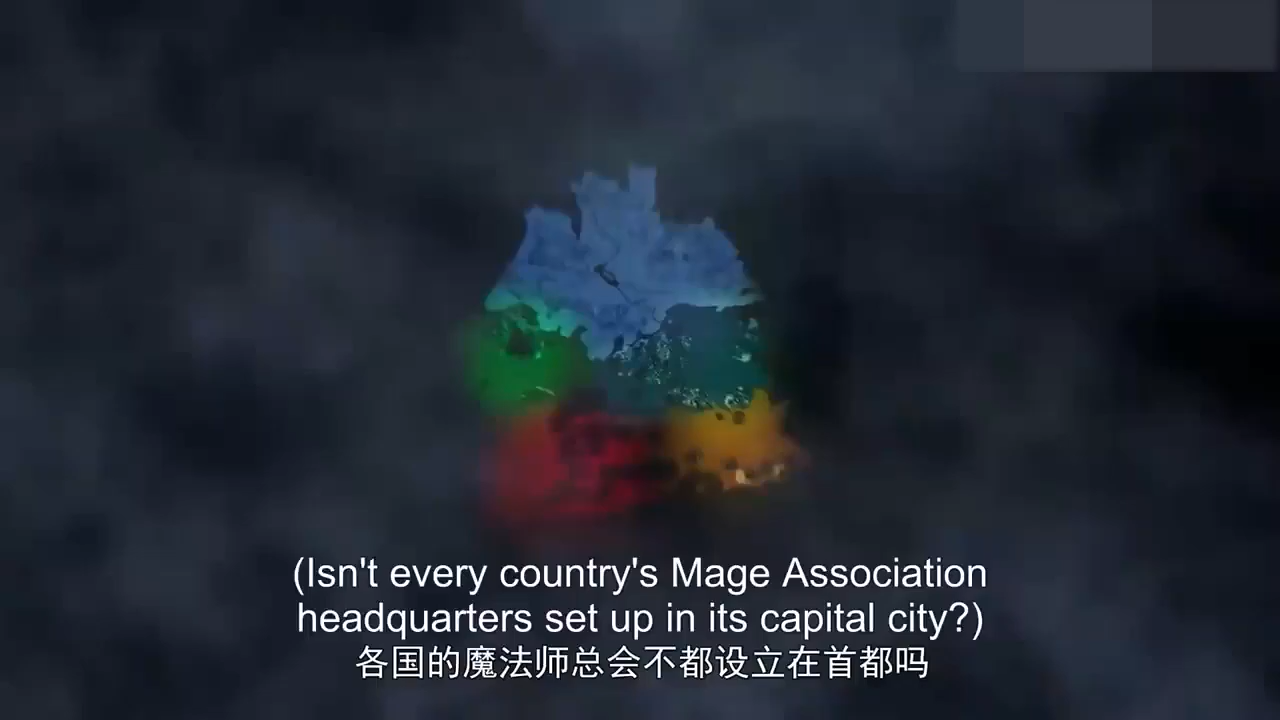 (Isn't every country's Mage Association
headquarters set up in its capital city?)
各国的魔法师总会不都设立在首都吗